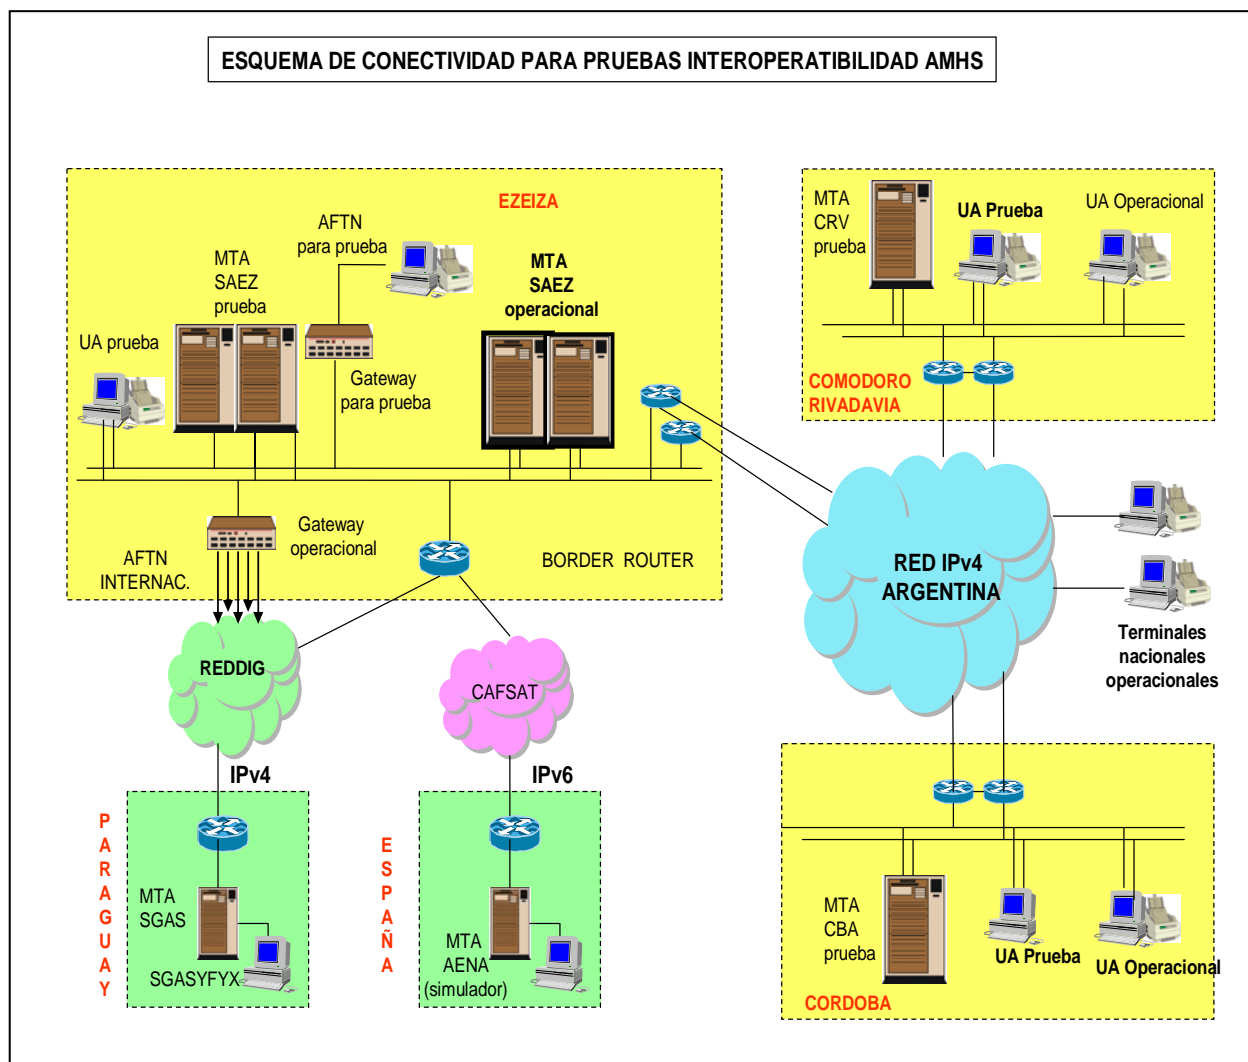 ESQUEMA DE CONECTIVIDAD PARA PRUEBAS INTEROPERATIBILIDAD AMHS
EZEIZA
AFTN
para prueba
MTA
SAEZ
prueba
MTA
SAEZ
operacional
UA prueba
Gateway
para prueba
Gateway
operacional
AFTN
INTERNAC.
BORDER ROUTER
MTA
CRV
prueba
UA Prueba
UA Operacional
COMODORO
RIVADAVIA
RED IPv4
ARGENTINA
Terminales
nacionales
operacionales
REDDIG
CAFSAT
IPv4
IPv6
PARAGUAY
MTA
SGAS
SGASYFYX
ESPAÑA
MTA
AENA
(simulador)
MTA
CBA
prueba
UA Prueba
UA Operacional
CORDOBA